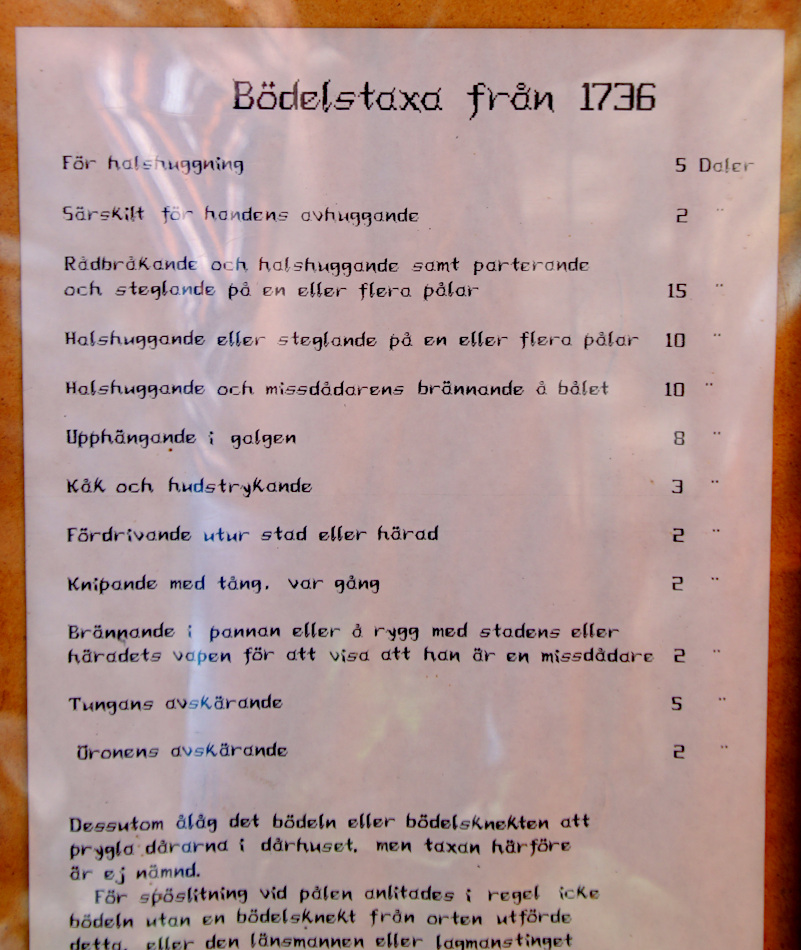 Bödelstaxa från 1736
För halshuggning 5 Daler
Särskilt för handens avhuggande 2 "
Rådbråkande och halshuggande samt parterande
och steglande på en eller flera pålar 15 "
Halshuggande eller steglande på en eller flera pålar 10 "
Halshuggande och missdådarens brännande å bålet 10 "
Upphängande i galgen 8 "
Kåk och hudstrykande 3 "
Fördrivande utur stad eller härad 2 "
Knipande med tång, var gång 2 "
Brännande i pannan eller å rygg med stadens eller
häradets vapen för att visa att han är en missdådare 2 "
Tungans avskärande 5 "
Öronens avskärande 2 "
Dessutom ålåg det bödeln eller bödelsknekten att
prygla dårarna i dårhuset, men taxan härföre
är ej nämnd.
För spöslitning vid pålen anlitades i regel icke
bödeln utan en bödelsknekt från orten utförde
detta, eller den länsmannen eller lagmanstinget